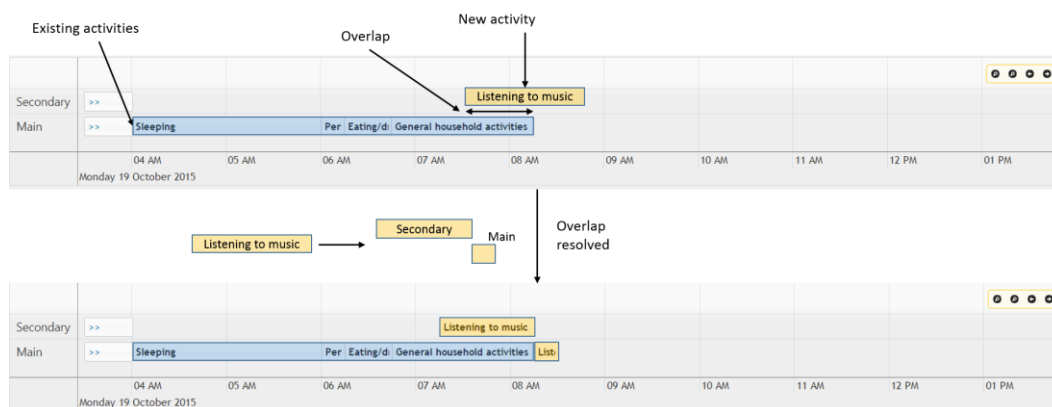 New activity
Existing activities
Overlap
Listening to music
Secondary >>
Main >> Sleeping Per Eating/d General household activities
04 AM 05 AM 06 AM 07 AM 08 AM 09 AM 10 AM 11 AM 12 PM 01 PM
Monday 19 October 2015
Secondary
Main
Listening to music
Overlap
resolved
Secondary >> Listening to music
Main >> Sleeping Per Eating/d General household activities List
04 AM 05 AM 06 AM 07 AM 08 AM 09 AM 10 AM 11 AM 12 PM 01 PM
Monday 19 October 2015